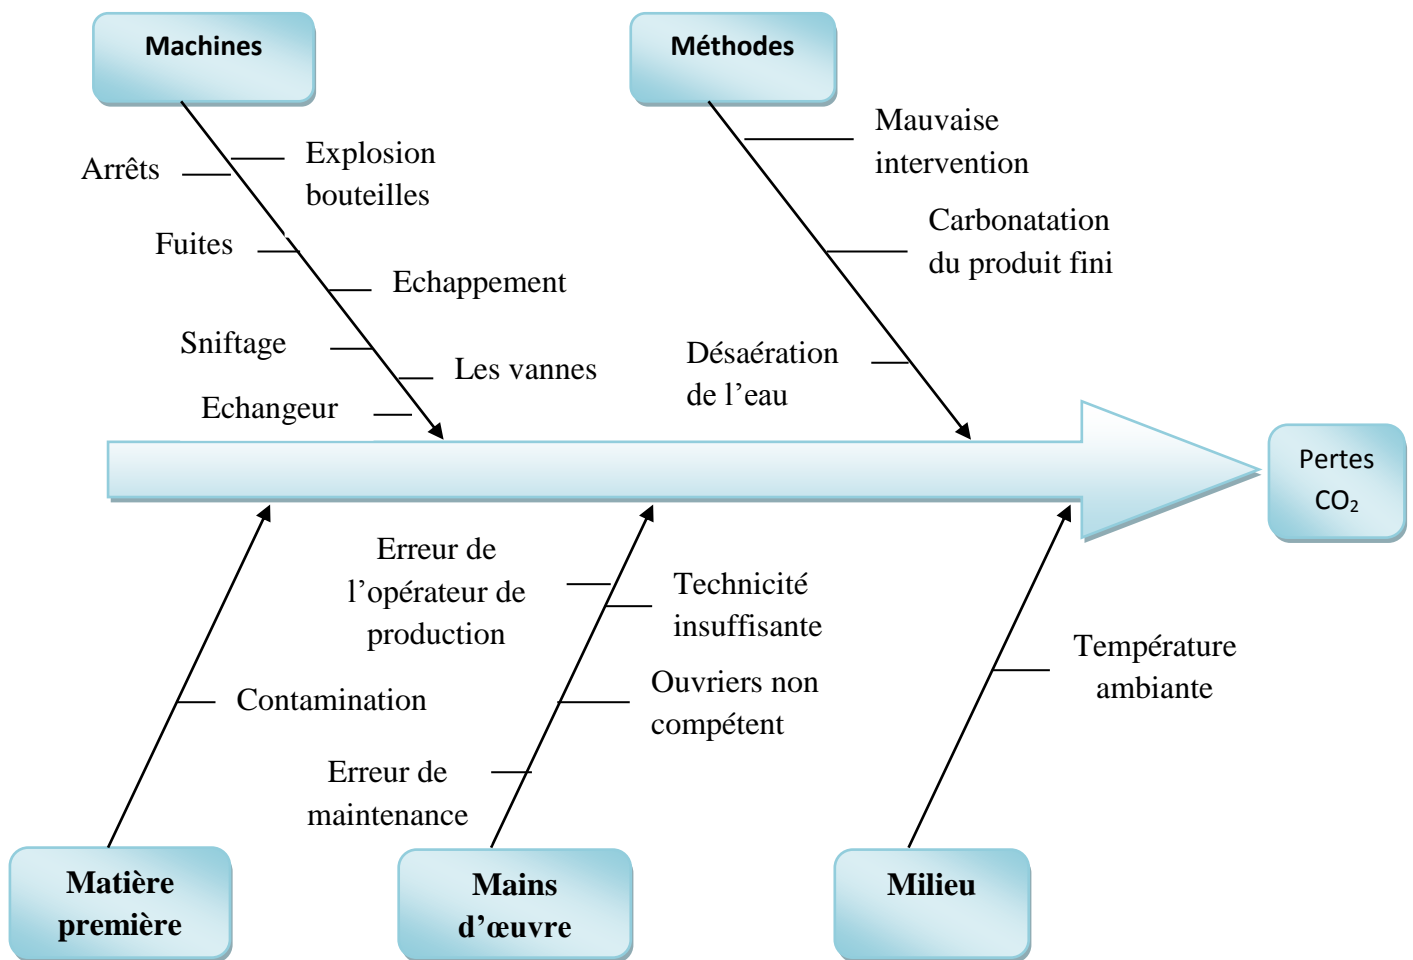 Machines
Méthodes
Explosion
bouteilles
Arrêts
Fuites
Echappement
Sniftage
Les vannes
Echangeur
Mauvaise
intervention
Carbonatation
du produit fini
Désaération
de l’eau
Pertes
CO₂
Erreur de
l’opérateur de
production
Technicité
insuffisante
Ouvriers non
compétent
Erreur de
maintenance
Contamination
Température
ambiante
Matière
première
Mains
d’œuvre
Milieu